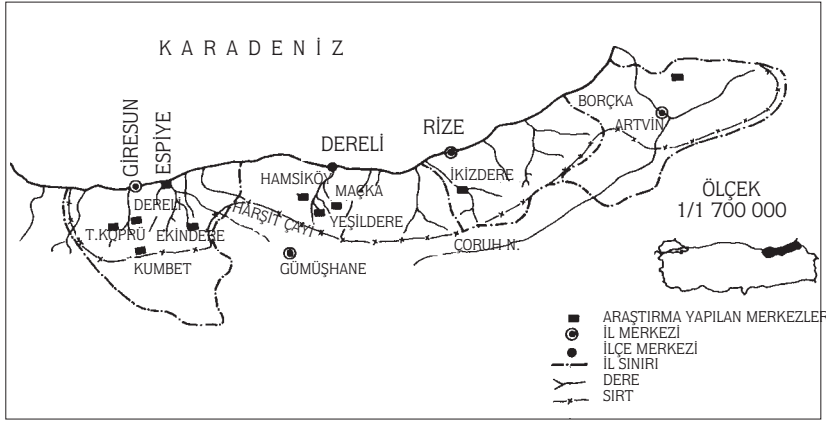 KARADENİZ
GİRESUN
ESPİYE
DERELİ
T.KÖPRÜ
EKİNDERE
KUMBET
HARŞİT ÇAYI
GÜMÜŞHANE
HAMSİKÖY
DERELİ
MAÇKA
YEŞİLDERE
RİZE
İKİZDERE
ÇORUH N.
BORÇKA
ARTVİN
ÖLÇEK
1/1 700 000
ARAŞTIRMA YAPILAN MERKEZLER
İL MERKEZİ
İLÇE MERKEZİ
İL SINIRI
DERE
SIRT